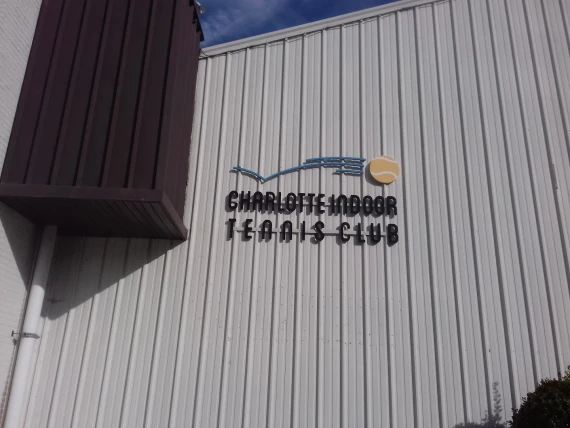 CHARLOTTE INDOOR
TENNIS CLUB